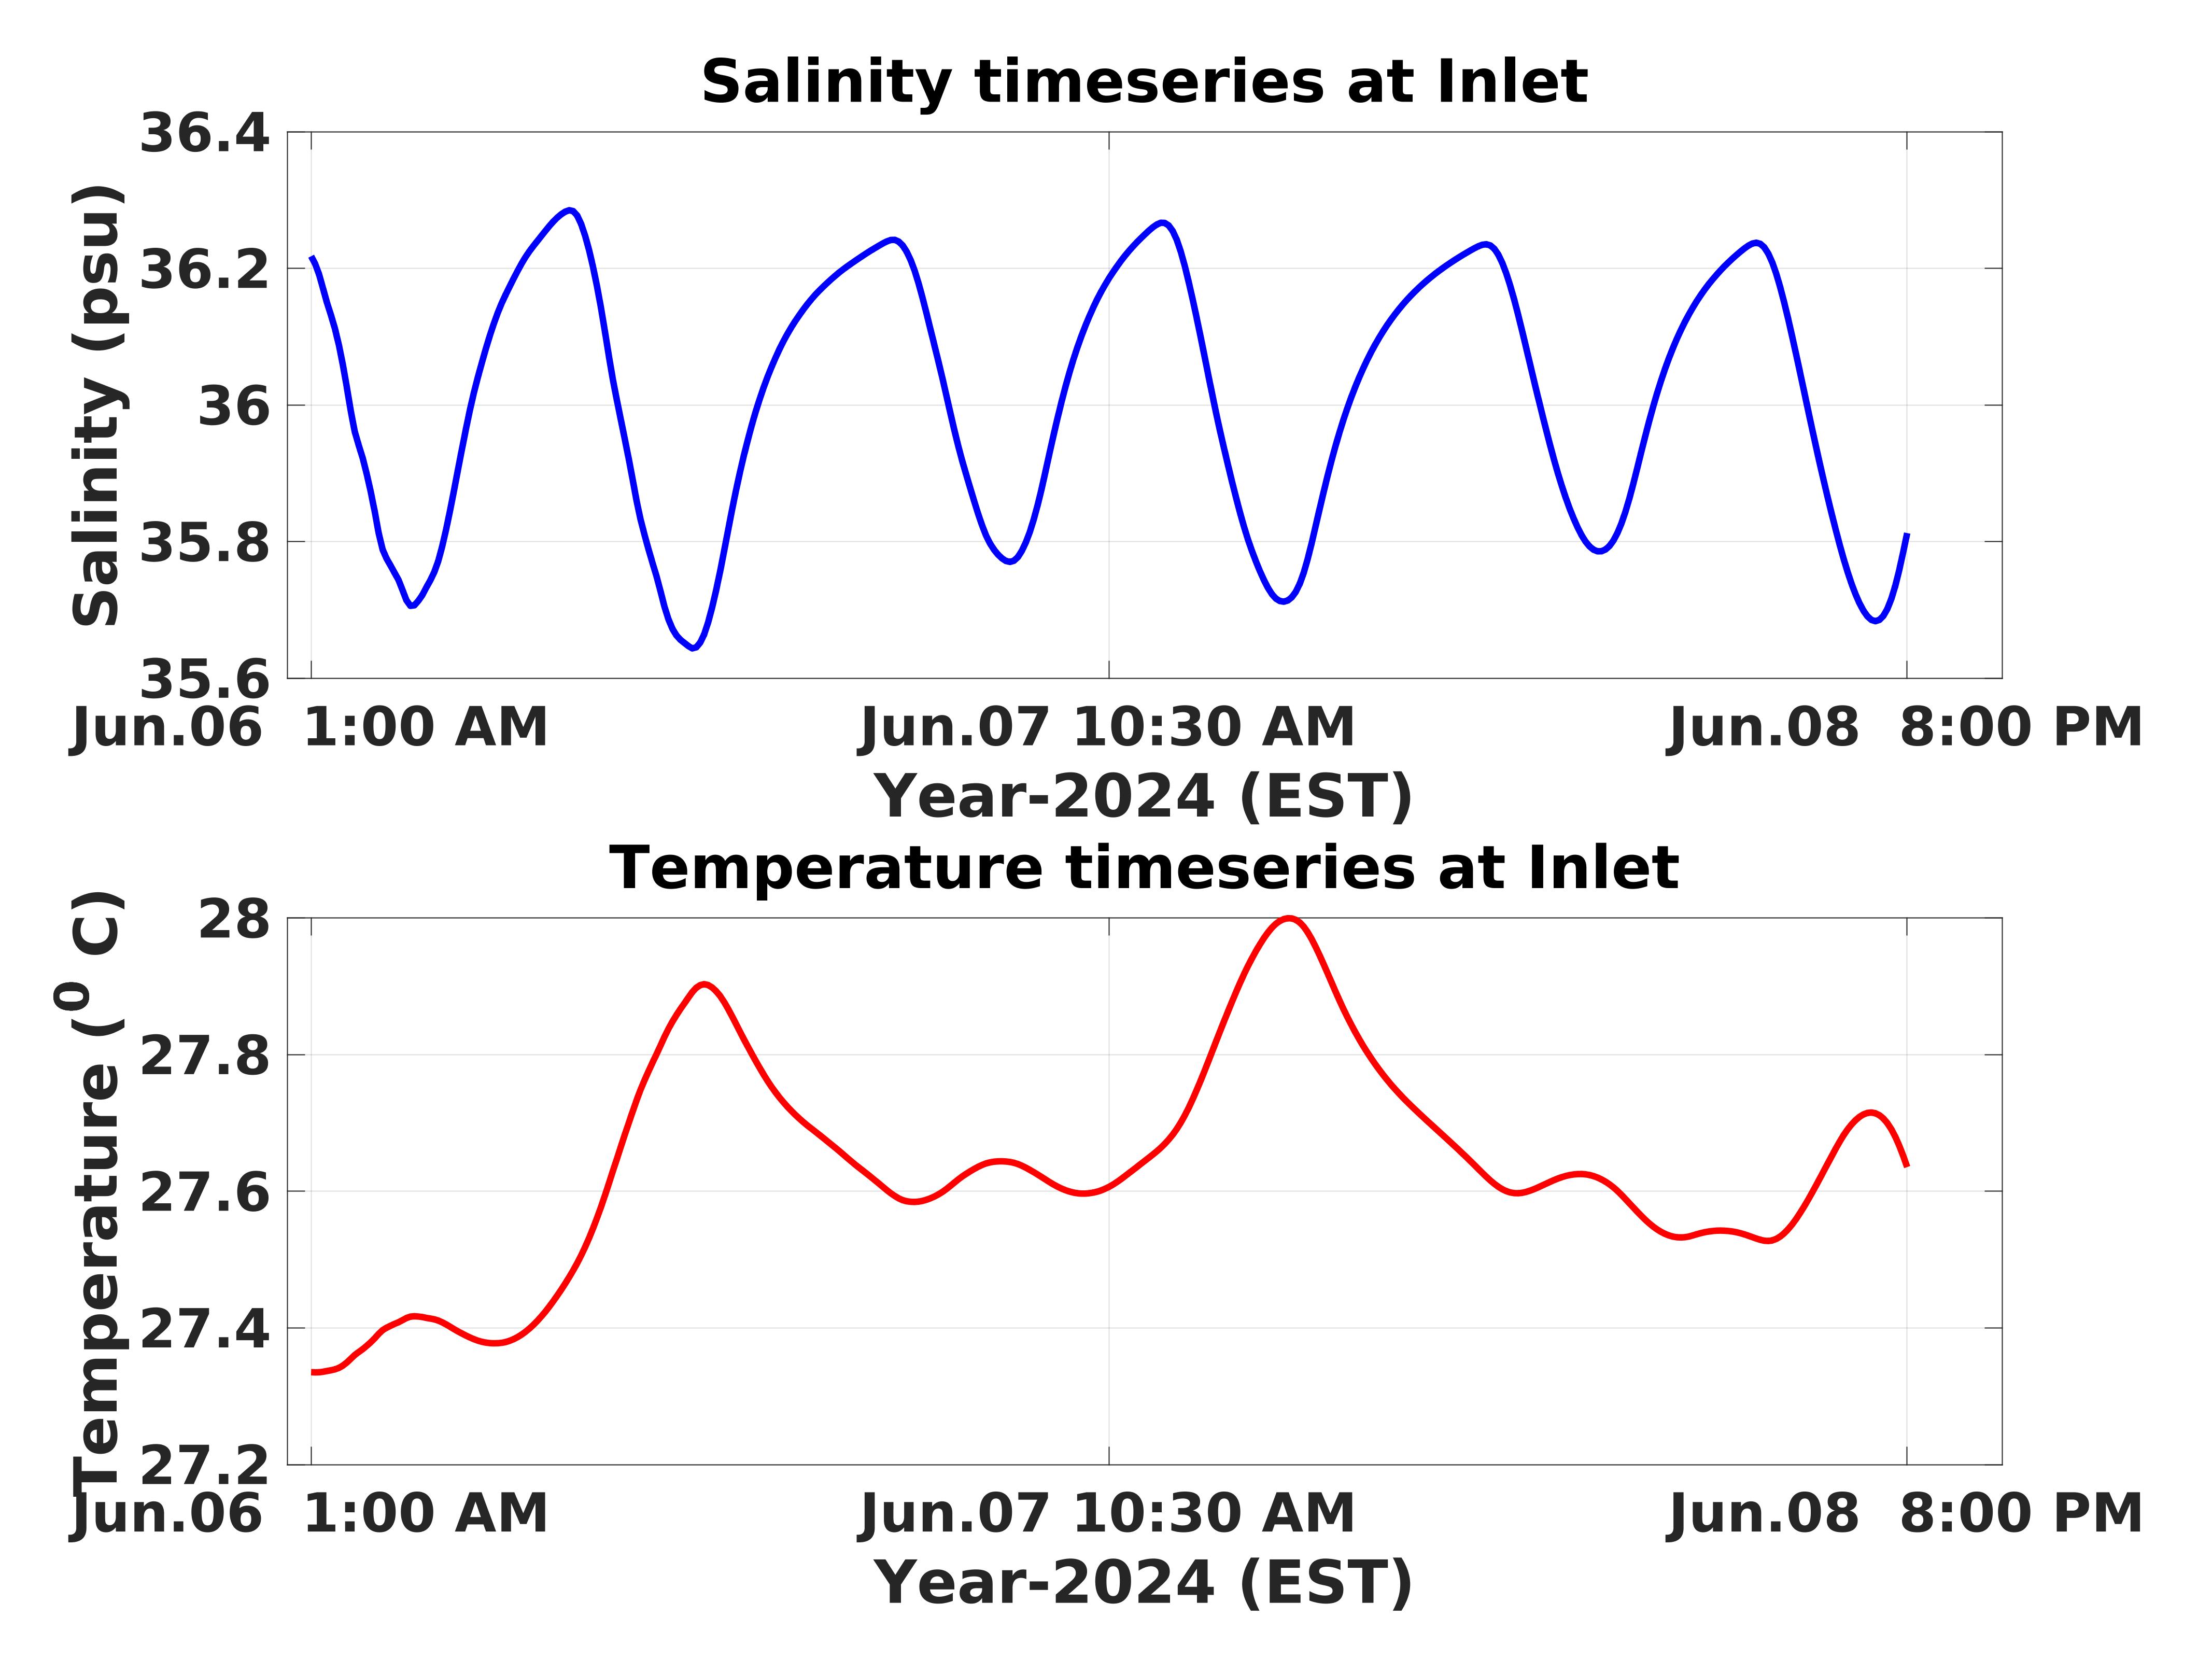 Salinity timeseries at Inlet
Salinity (psu)
36.4
36.2
36
35.8
35.6
Jun.06 1:00 AM Jun.07 10:30 AM Jun.08 8:00 PM
Year-2024 (EST)
Temperature timeseries at Inlet
Temperature (⁰ C)
28
27.8
27.6
27.4
27.2
Jun.06 1:00 AM Jun.07 10:30 AM Jun.08 8:00 PM
Year-2024 (EST)